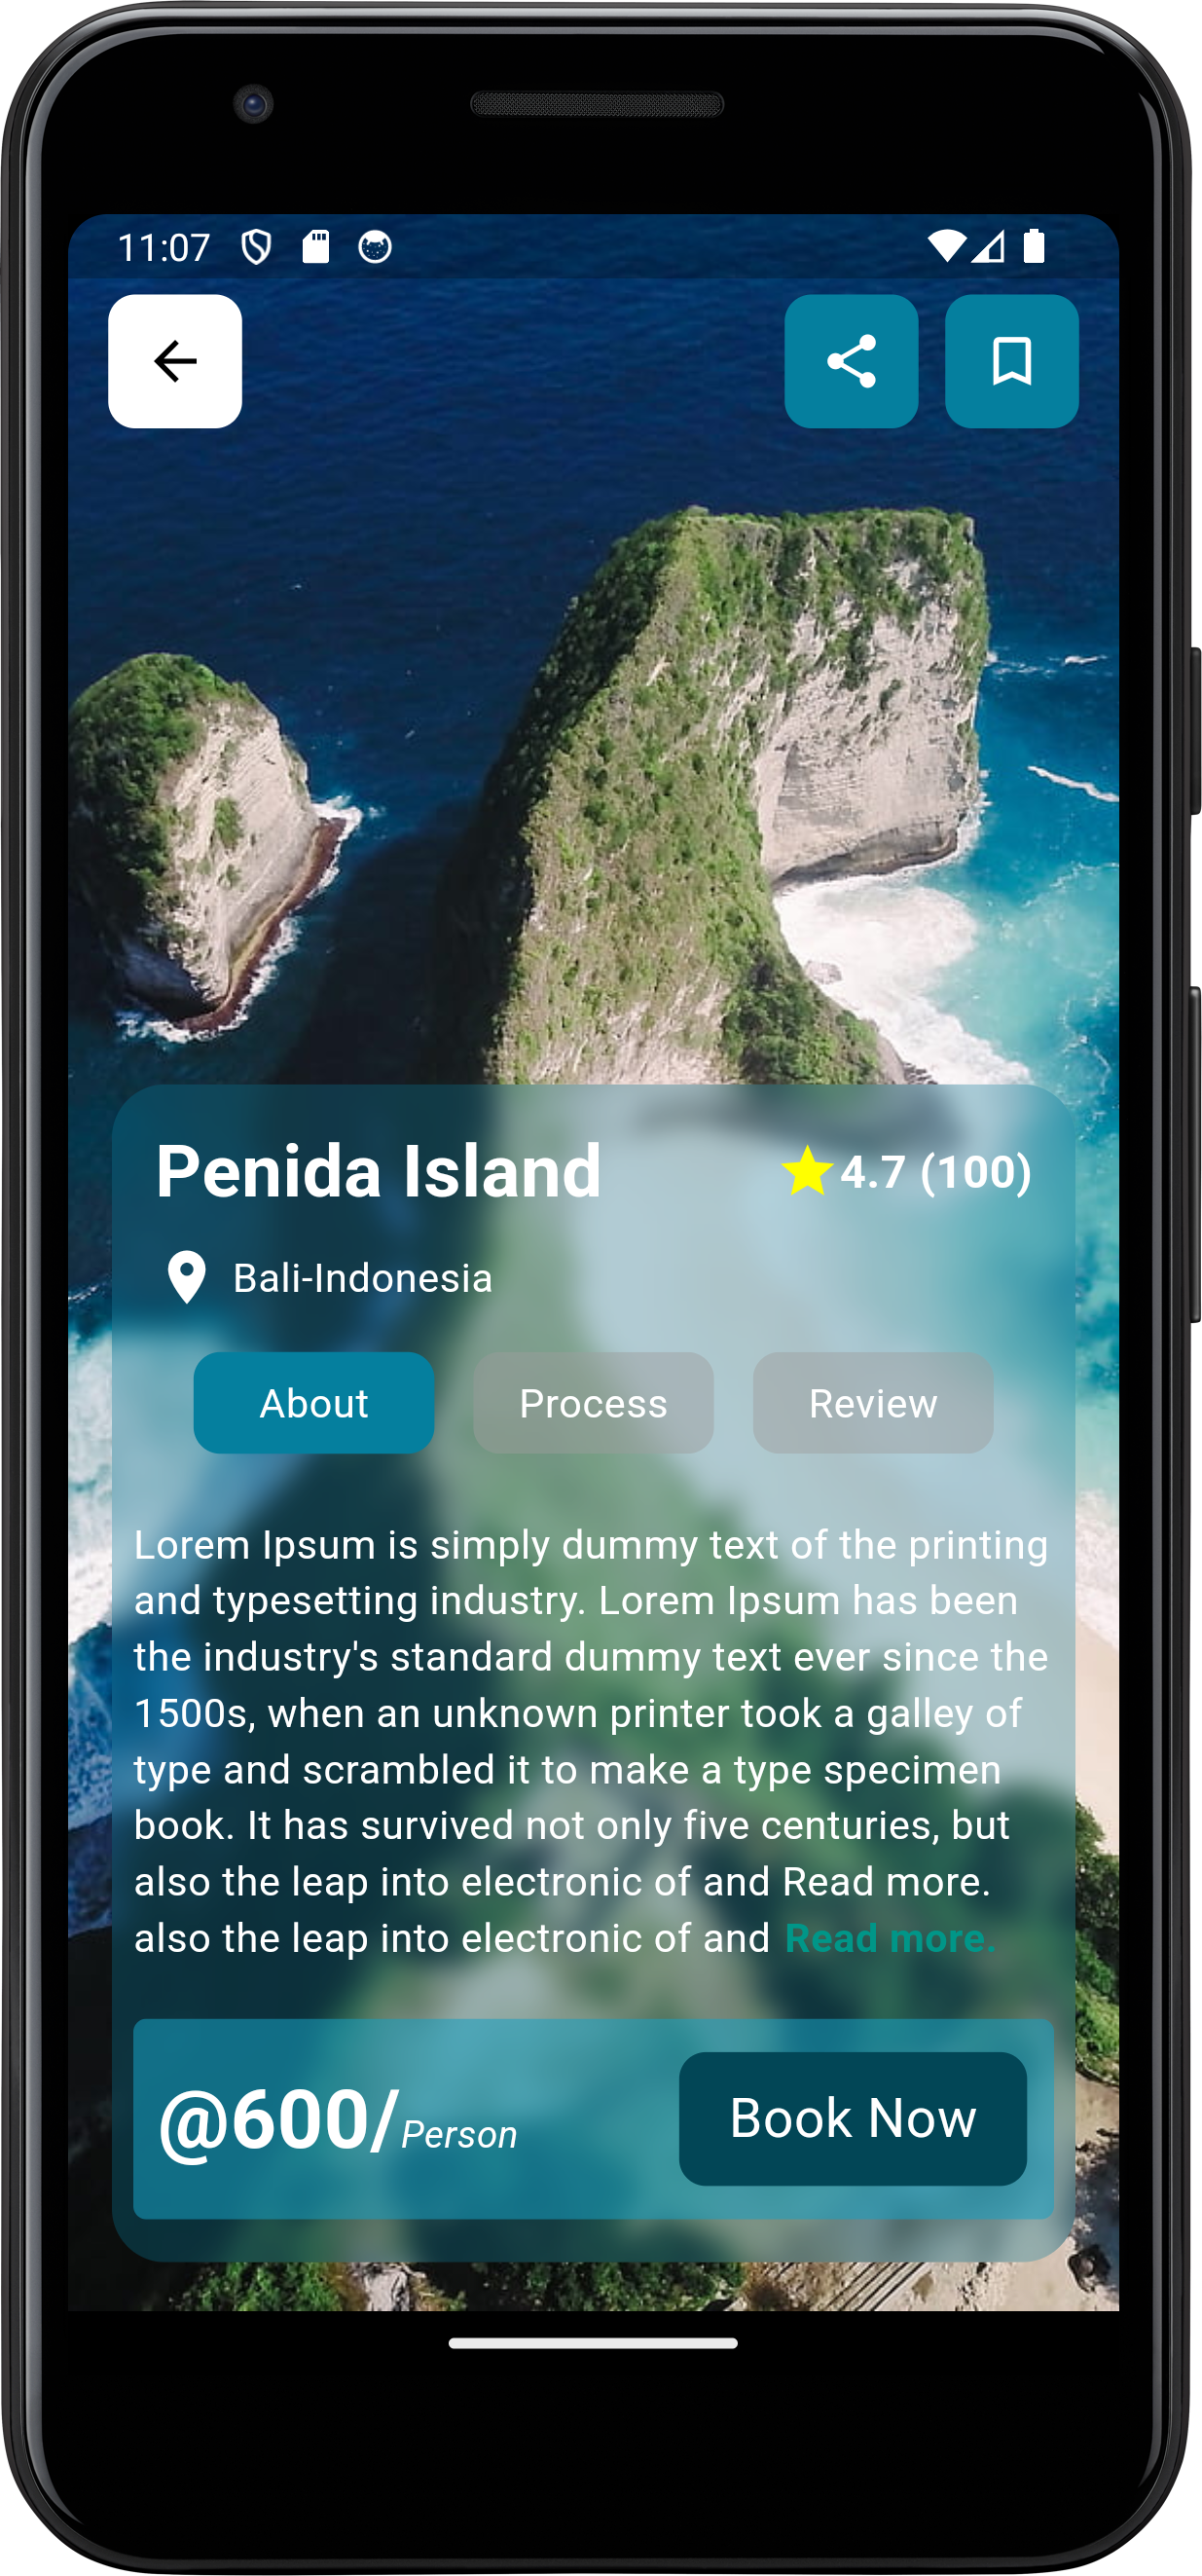 11:07
Penida Island
4.7 (100)
Bali-Indonesia
About Process Review
Lorem Ipsum is simply dummy text of the printing
and typesetting industry. Lorem Ipsum has been
the industry's standard dummy text ever since the
1500s, when an unknown printer took a galley of
type and scrambled it to make a type specimen
book. It has survived not only five centuries, but
also the leap into electronic of and Read more.
also the leap into electronic of and Read more.
@600/Person
Book Now